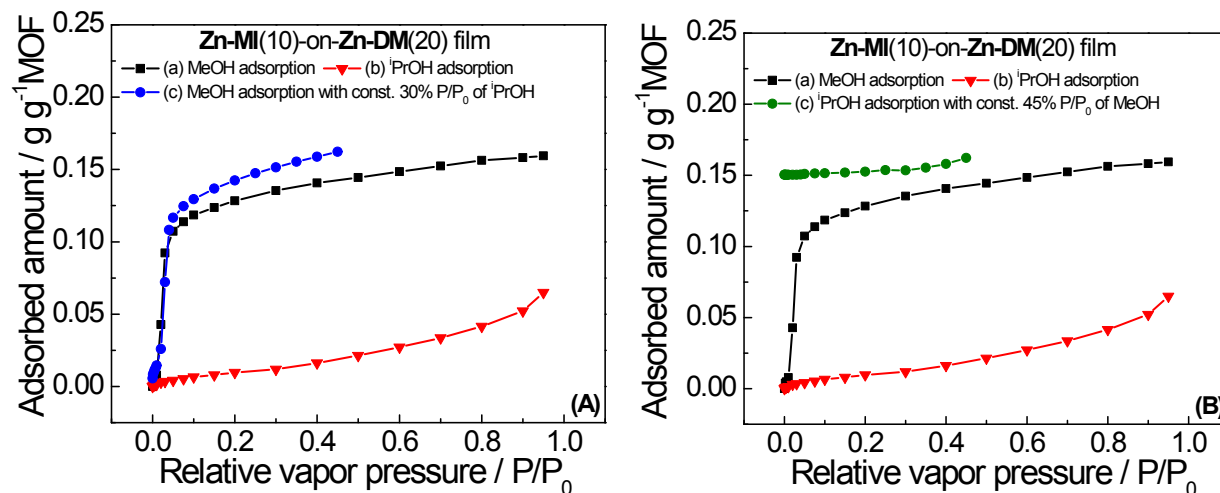 Zn-MI(10)-on-Zn-DM(20) film
(a) MeOH adsorption (b) ⁱPrOH adsorption
(c) MeOH adsorption with const. 30% P/P₀ of ⁱPrOH
0.25
0.20
0.15
0.10
0.05
0.00
Adsorbed amount / g g⁻¹MOF
(A)
0.0 0.2 0.4 0.6 0.8 1.0
Relative vapor pressure / P/P₀
Zn-MI(10)-on-Zn-DM(20) film
(a) MeOH adsorption (b) ⁱPrOH adsorption
(c) ⁱPrOH adsorption with const. 45% P/P₀ of MeOH
0.25
0.20
0.15
0.10
0.05
0.00
Adsorbed amount / g g⁻¹MOF
(B)
0.0 0.2 0.4 0.6 0.8 1.0
Relative vapor pressure / P/P₀